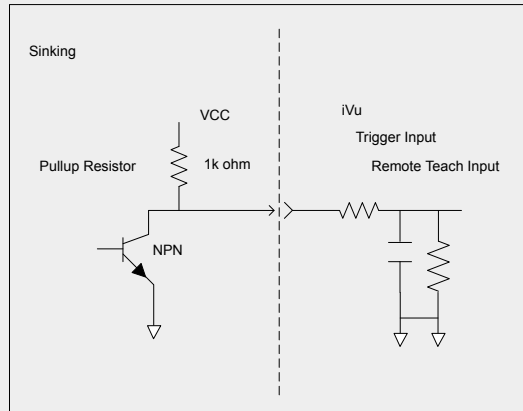 Sinking
VCC
iVu
Trigger Input
Pullup Resistor
1k ohm
Remote Teach Input
NPN